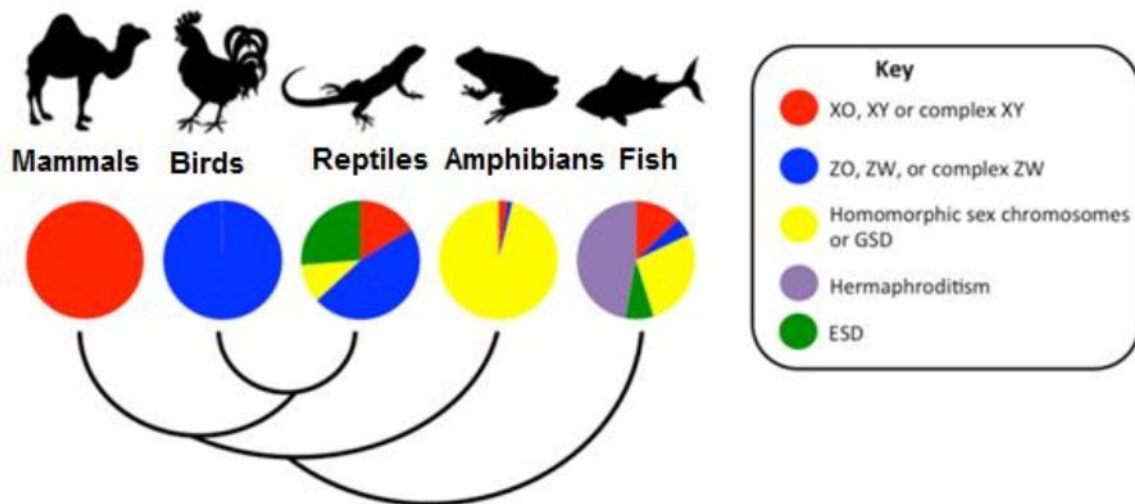 Mammals Birds Reptiles Amphibians Fish
Key
XO, XY or complex XY
ZO, ZW, or complex ZW
Homomorphic sex chromosomes
or GSD
Hermaphroditism
ESD